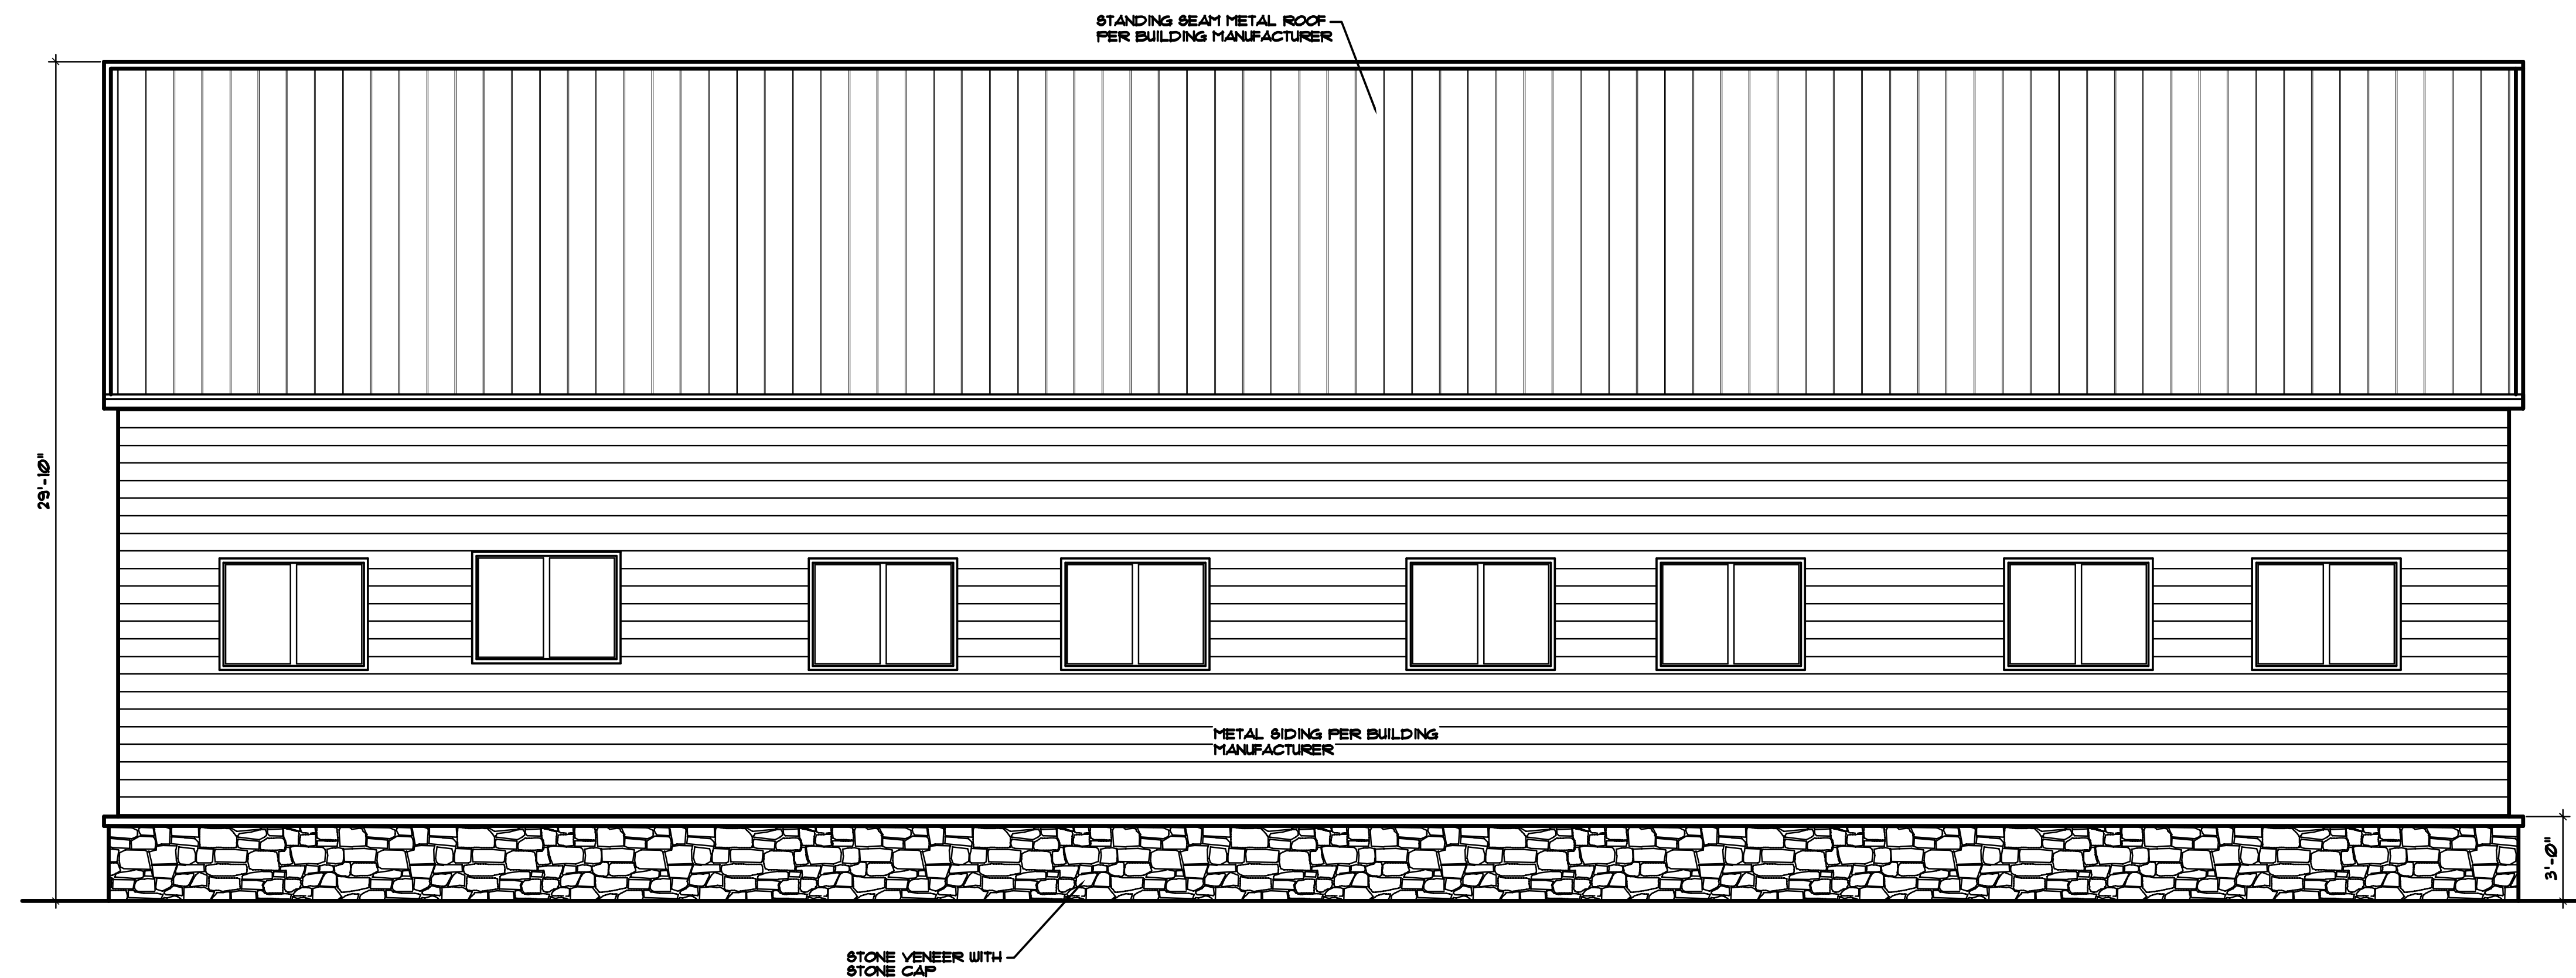 STANDING SEAM METAL ROOF
PER BUILDING MANUFACTURER
29'-10"
METAL SIDING PER BUILDING
MANUFACTURER
3'-0"
STONE VENEER WITH
STONE CAP